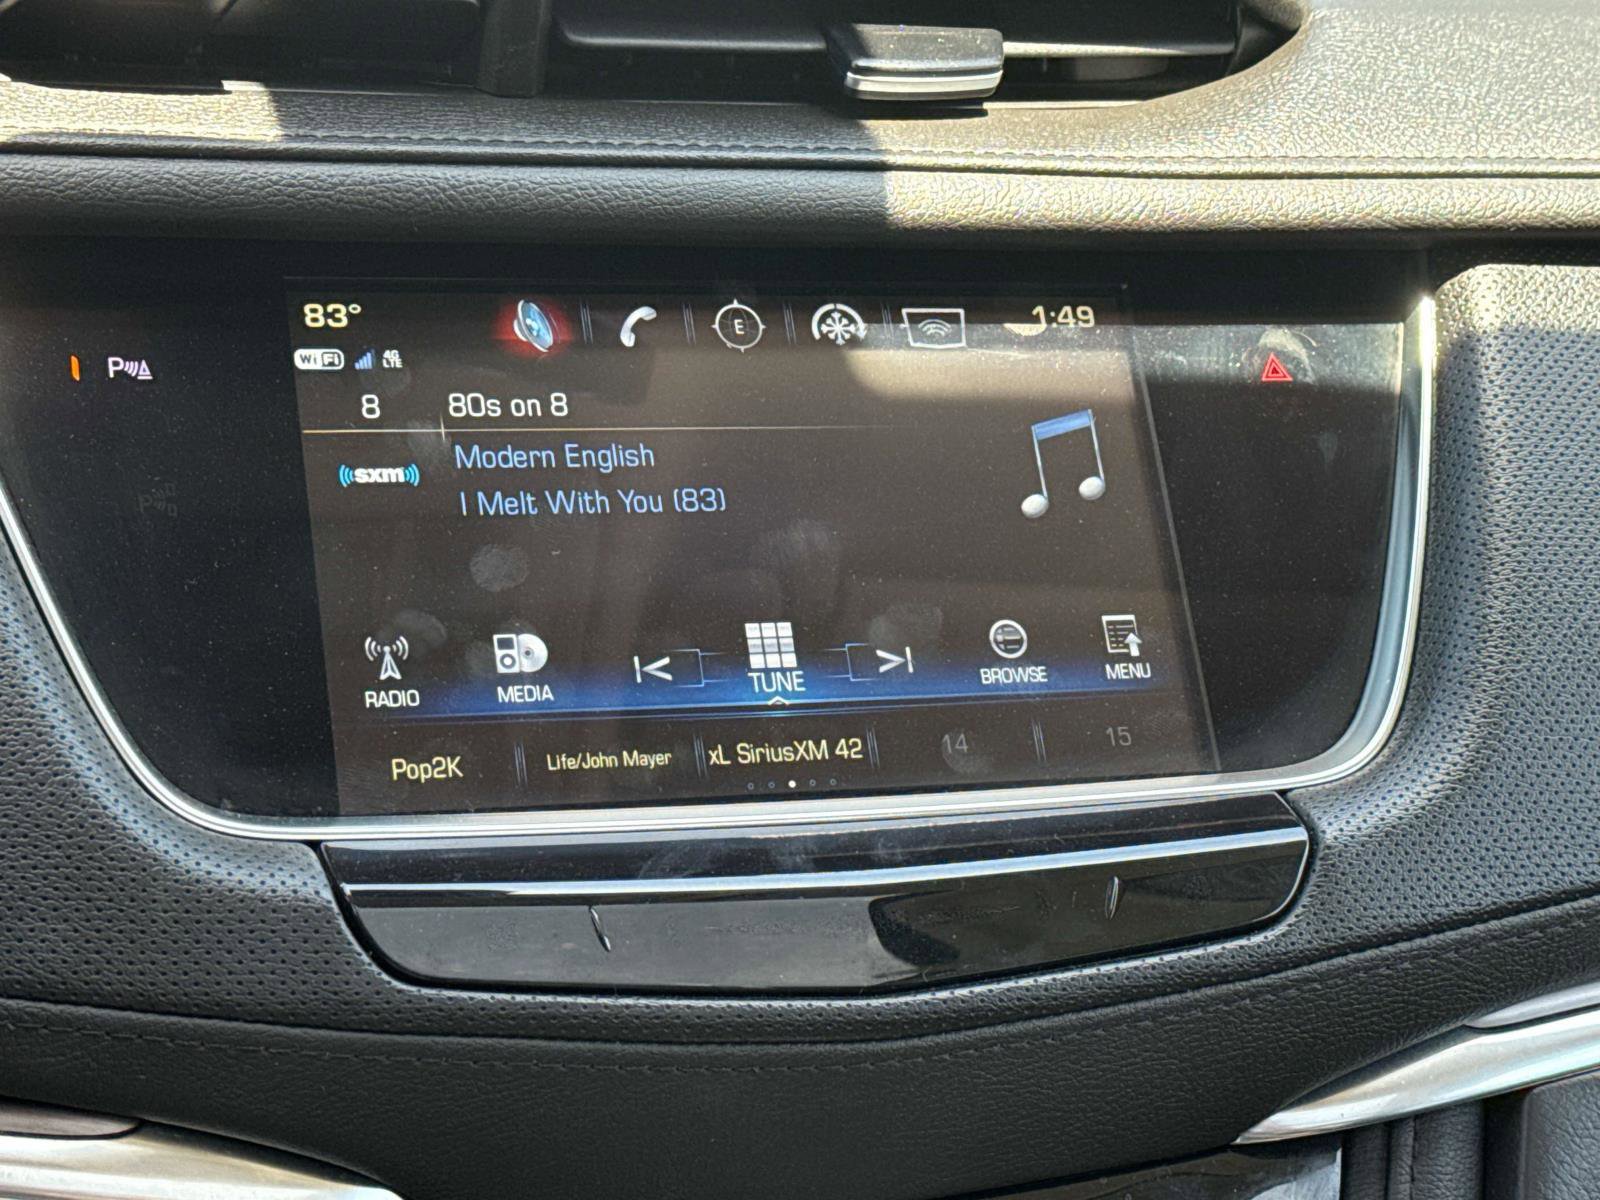 83° E 1:49
WiFi 4G LTE
8 80s on 8
sxm Modern English
I Melt With You (83)
RADIO MEDIA TUNE BROWSE MENU
Pop2K Life/John Mayer xL SiriusXM 42 14 15
P
P